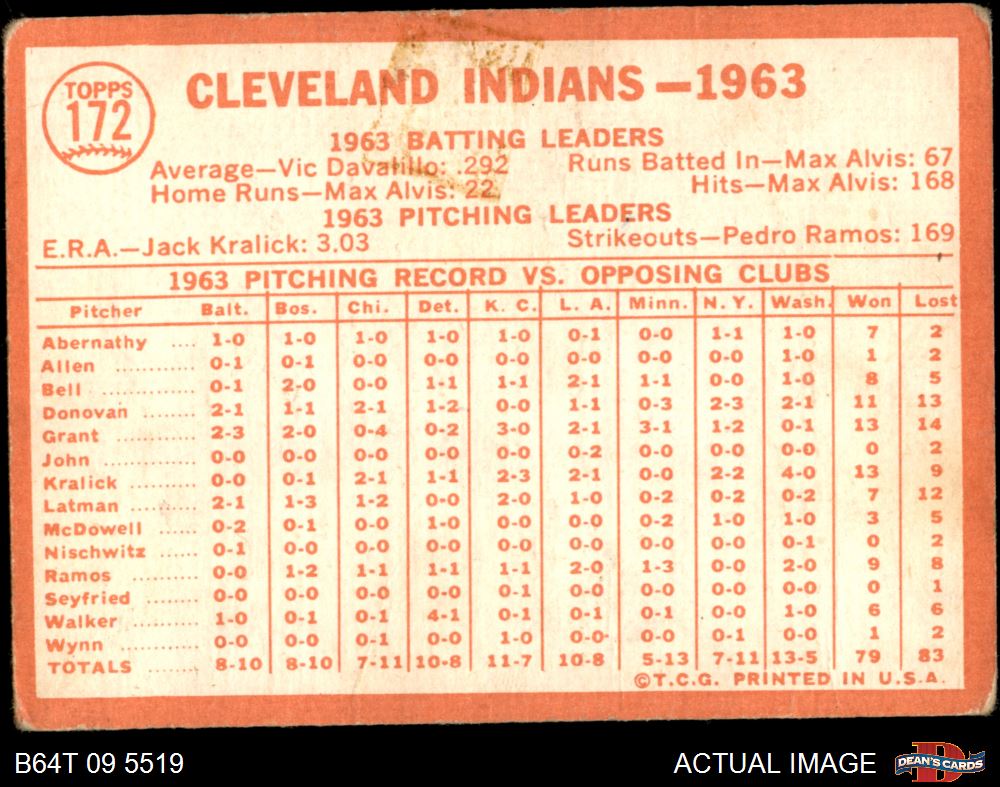 TOPPS
172
CLEVELAND INDIANS—1963
1963 BATTING LEADERS
Average—Vic Davalillo: .292 Runs Batted In—Max Alvis: 67
Home Runs—Max Alvis: 22 Hits—Max Alvis: 168
1963 PITCHING LEADERS
E.R.A.—Jack Kralick: 3.03 Strikeouts—Pedro Ramos: 169
1963 PITCHING RECORD VS. OPPOSING CLUBS
Pitcher Balt. Bos. Chi. Det. K. C. L. A. Minn. N. Y. Wash. Won Lost
Abernathy .... 1-0 1-0 1-0 1-0 1-0 0-1 0-0 1-1 1-0 7 2
Allen ............ 0-1 0-1 0-0 0-0 0-0 0-0 0-0 0-0 1-0 1 2
Bell .............. 0-1 2-0 0-0 1-1 1-1 2-1 1-1 0-0 1-0 8 5
Donovan ........ 2-1 1-1 2-1 1-2 0-0 1-1 0-3 2-3 2-1 11 13
Grant ............ 2-3 2-0 0-4 0-2 3-0 2-1 3-1 1-2 0-1 13 14
John ............. 0-0 0-0 0-0 0-0 0-0 0-2 0-0 0-0 0-0 0 2
Kralick .......... 0-0 0-1 2-1 1-1 2-3 2-1 0-0 2-2 4-0 13 9
Latman .......... 2-1 1-3 1-2 0-0 2-0 1-0 0-2 0-2 0-2 7 12
McDowell ...... 0-2 0-1 0-0 1-0 0-0 0-0 0-2 1-0 1-0 3 5
Nischwitz ...... 0-1 0-0 0-0 0-0 0-0 0-0 0-0 0-0 0-1 0 2
Ramos .......... 0-0 1-2 1-1 1-1 1-1 2-0 1-3 0-0 2-0 9 8
Seyfried ........ 0-0 0-0 0-0 0-0 0-1 0-0 0-0 0-0 0-0 0 1
Walker .......... 1-0 0-1 0-1 4-1 0-1 0-1 0-1 0-0 1-0 6 6
Wynn ............ 0-0 0-0 0-1 0-0 1-0 0-0 0-0 0-1 0-0 1 2
TOTALS ........ 8-10 8-10 7-11 10-8 11-7 10-8 5-13 7-11 13-5 79 83
©T.C.G. PRINTED IN U.S.A.
B64T 09 5519 ACTUAL IMAGE
DEAN'S CARDS